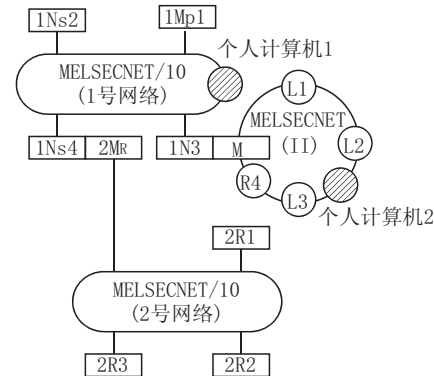 1Ns2
1Mp1
个人计算机1
MELSECNET/10
(1号网络)
L1
MELSECNET
(II)
L2
1Ns4
2MR
1N3
M
R4
L3
个人计算机2
2R1
MELSECNET/10
(2号网络)
2R3
2R2